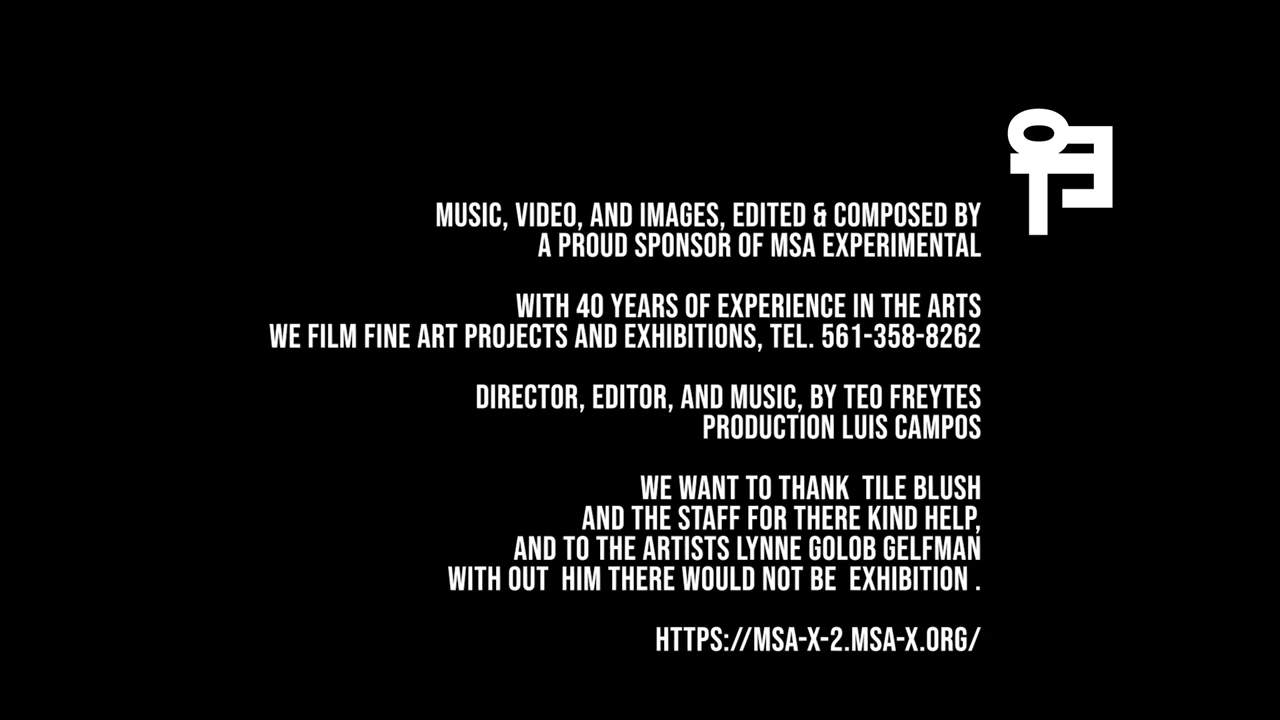 MUSIC, VIDEO, AND IMAGES, EDITED & COMPOSED BY
A PROUD SPONSOR OF MSA EXPERIMENTAL
WITH 40 YEARS OF EXPERIENCE IN THE ARTS
WE FILM FINE ART PROJECTS AND EXHIBITIONS, TEL. 561-358-8262
DIRECTOR, EDITOR, AND MUSIC, BY TEO FREYTES
PRODUCTION LUIS CAMPOS
WE WANT TO THANK  TILE BLUSH
AND THE STAFF FOR THERE KIND HELP,
AND TO THE ARTISTS LYNNE GOLOB GELFMAN
WITH OUT  HIM THERE WOULD NOT BE  EXHIBITION .
HTTPS://MSA-X-2.MSA-X.ORG/